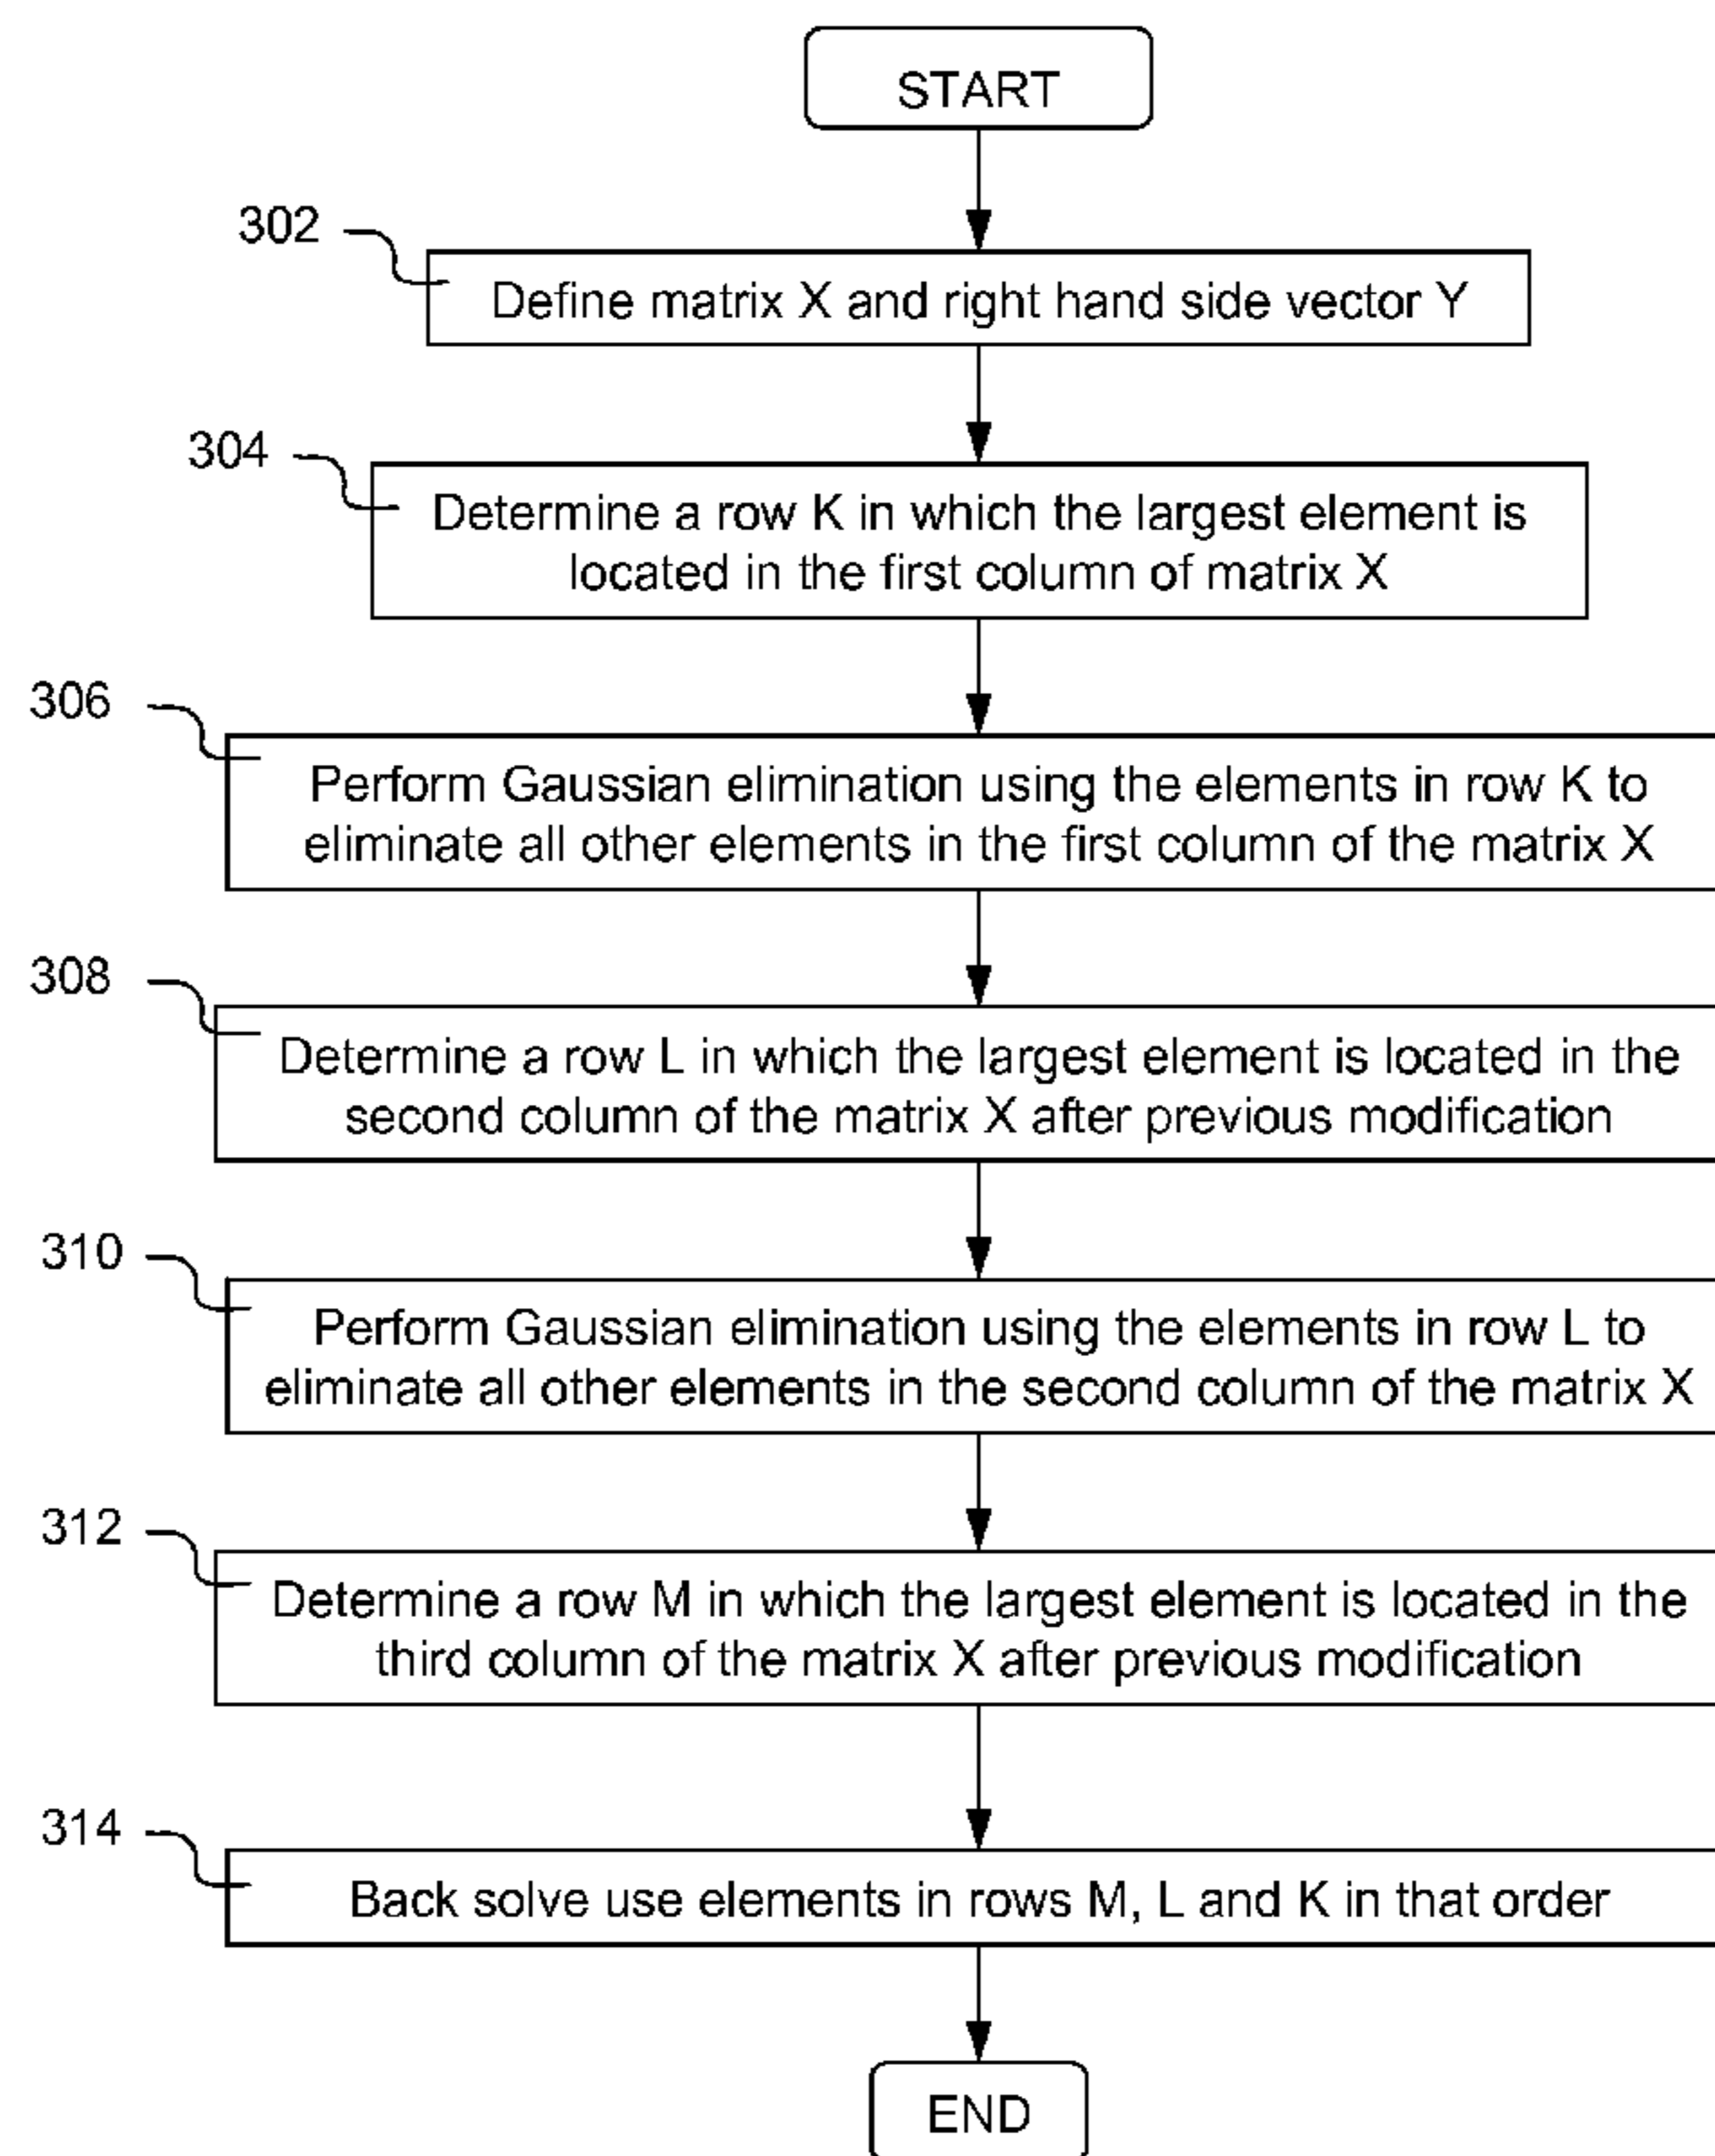 START
302
Define matrix X and right hand side vector Y
304
Determine a row K in which the largest element is
located in the first column of matrix X
306
Perform Gaussian elimination using the elements in row K to
eliminate all other elements in the first column of the matrix X
308
Determine a row L in which the largest element is located in the
second column of the matrix X after previous modification
310
Perform Gaussian elimination using the elements in row L to
eliminate all other elements in the second column of the matrix X
312
Determine a row M in which the largest element is located in the
third column of the matrix X after previous modification
314
Back solve use elements in rows M, L and K in that order
END